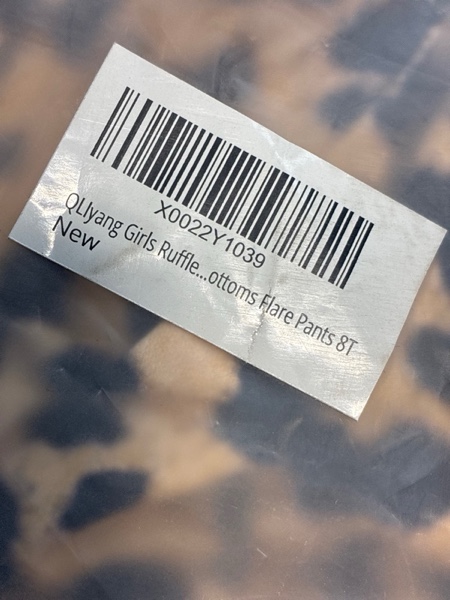 X0022Y1039
QLIyang Girls Ruffle...ottoms Flare Pants 8T
New